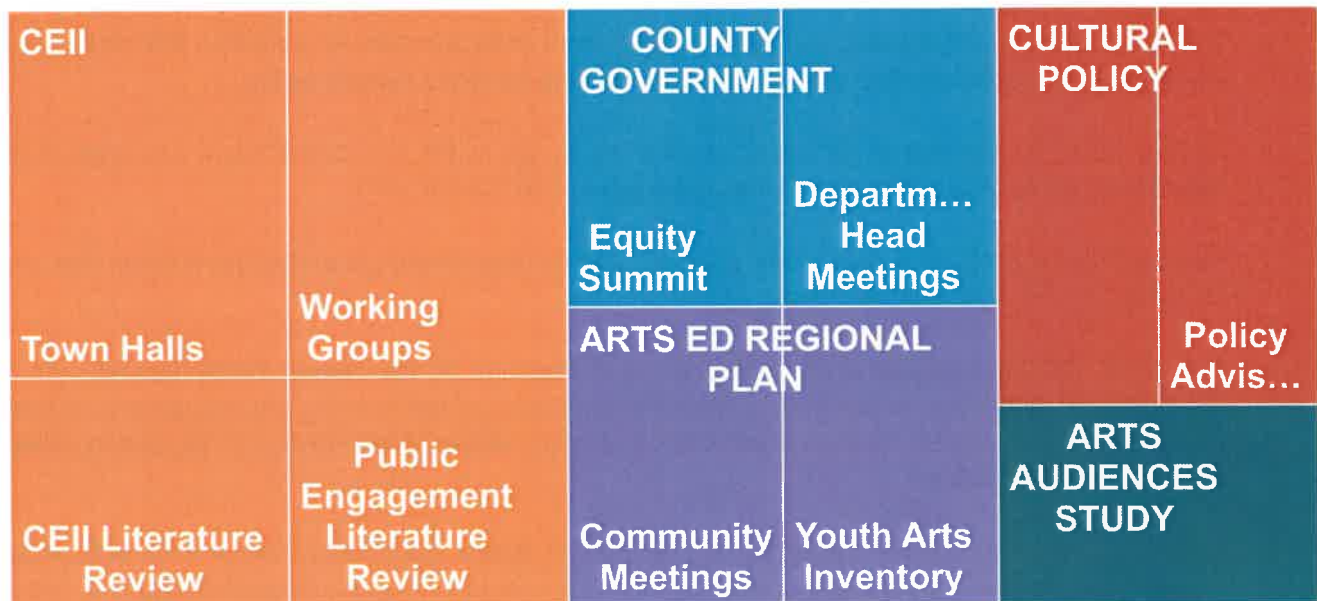 CEII
Town Halls
Working
Groups
CEII Literature
Review
Public
Engagement
Literature
Review
COUNTY
GOVERNMENT
Equity
Summit
Departm...
Head
Meetings
ARTS ED REGIONAL
PLAN
Community
Meetings
Youth Arts
Inventory
CULTURAL
POLICY
Policy
Advis...
ARTS
AUDIENCES
STUDY